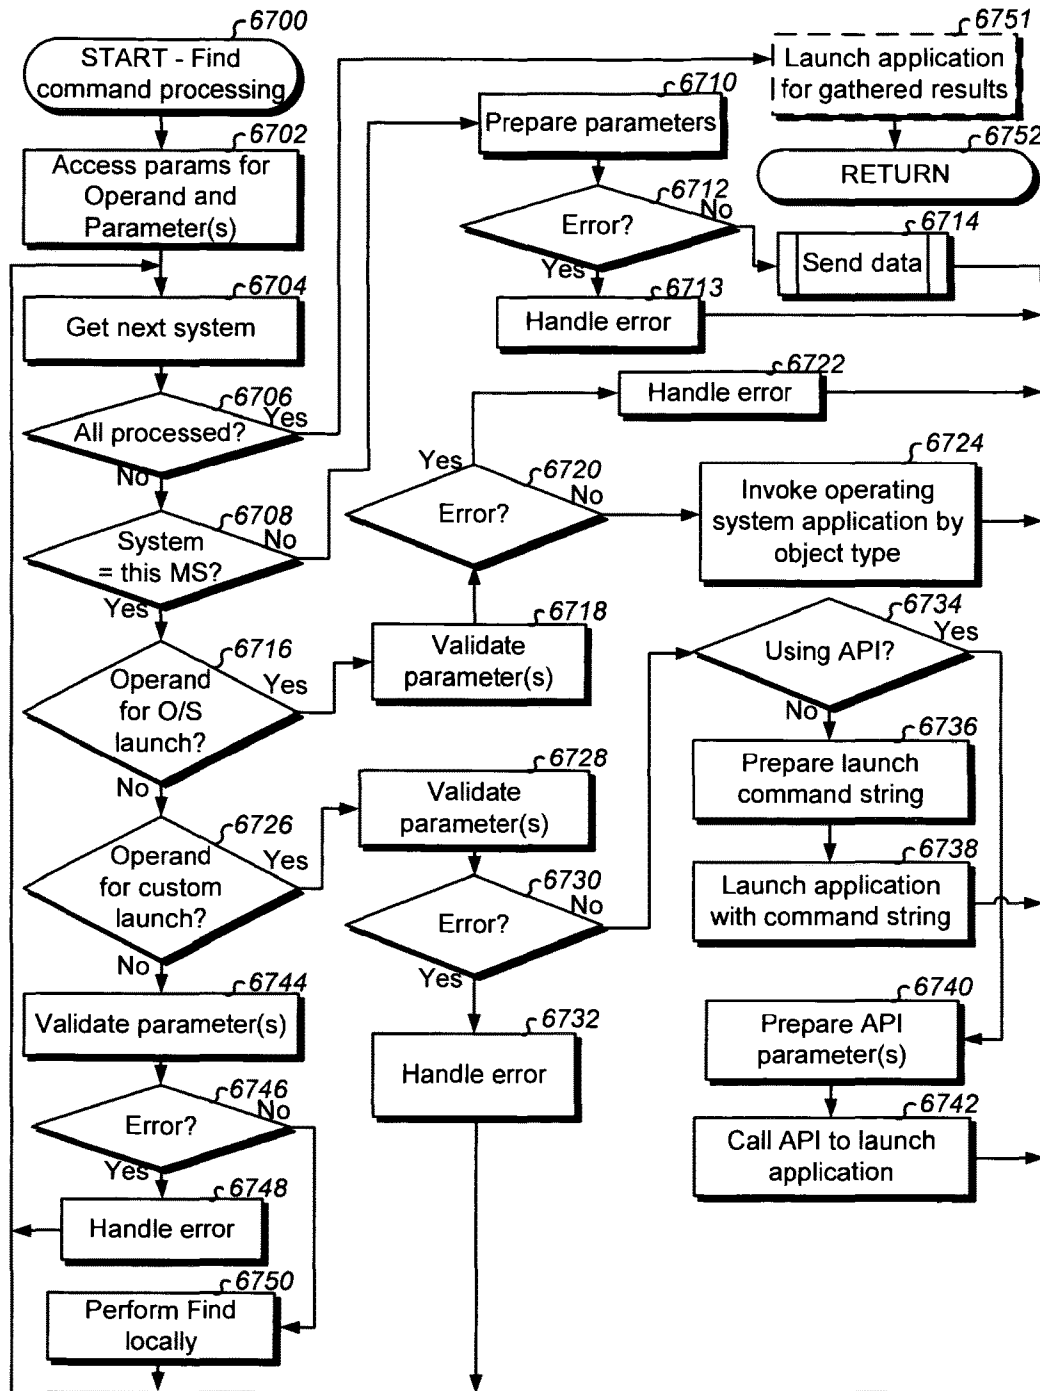 6700
START - Find
command processing
6702
Access params for
Operand and
Parameter(s)
6704
Get next system
6706
All processed?
Yes
No
6708
System
= this MS?
No
Yes
6716
Operand
for O/S
launch?
Yes
No
6726
Operand
for custom
launch?
Yes
No
6744
Validate parameter(s)
6746
Error?
No
Yes
6748
Handle error
6750
Perform Find
locally
6751
Launch application
for gathered results
6752
RETURN
6710
Prepare parameters
6712
Error?
No
Yes
6714
Send data
6713
Handle error
6722
Handle error
6720
Error?
Yes
No
6724
Invoke operating
system application by
object type
6718
Validate
parameter(s)
6728
Validate
parameter(s)
6730
Error?
No
Yes
6732
Handle error
6734
Using API?
Yes
No
6736
Prepare launch
command string
6738
Launch application
with command string
6740
Prepare API
parameter(s)
6742
Call API to launch
application